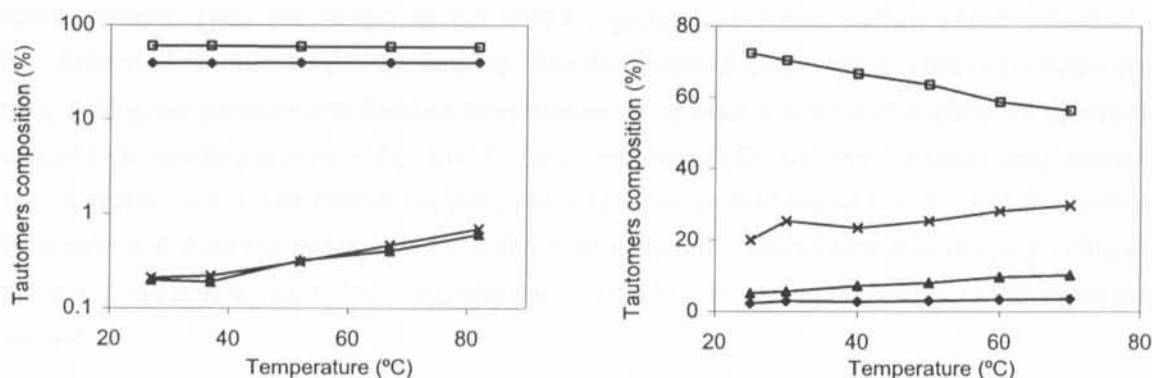 Tautomers composition (%)
100
10
1
0.1
20 40 60 80
Temperature (ºC)
Tautomers composition (%)
80
60
40
20
0
20 40 60 80
Temperature (ºC)